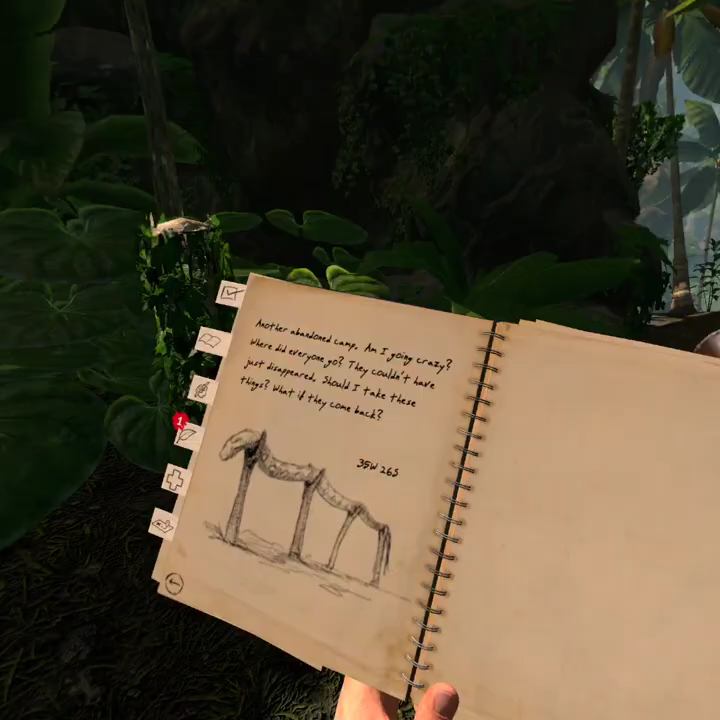 Another abandoned camp. Am I going crazy?
Where did everyone go? They couldn't have
just disappeared. Should I take these
things? What if they come back?
35W 26S
1